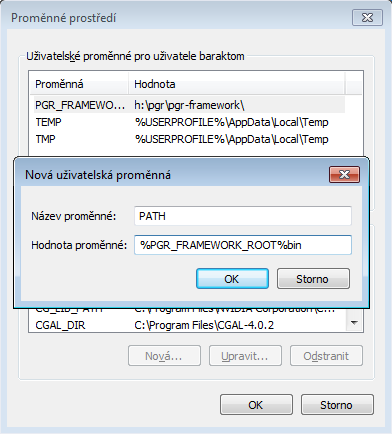 Proměnné prostředí
Uživatelské proměnné pro uživatele baraktom
Proměnná Hodnota
PGR_FRAMEWO... h:\pgr\pgr-framework\
TEMP %USERPROFILE%\AppData\Local\Temp
TMP %USERPROFILE%\AppData\Local\Temp
Nová uživatelská proměnná
Název proměnné: PATH
Hodnota proměnné: %PGR_FRAMEWORK_ROOT%bin
OK Storno
CG_LIB_PATH C:\Program Files\NVIDIA Corporation\C...
CGAL_DIR C:\Program Files\CGAL-4.0.2
Nová... Upravit... Odstranit
OK Storno